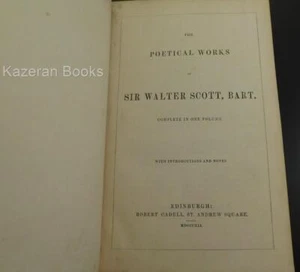 THE
POETICAL WORKS
OF
SIR WALTER SCOTT, BART.
COMPLETE IN ONE VOLUME
WITH INTRODUCTIONS AND NOTES
EDINBURGH:
ROBERT CADELL, ST. ANDREW SQUARE.
Kazeran Books